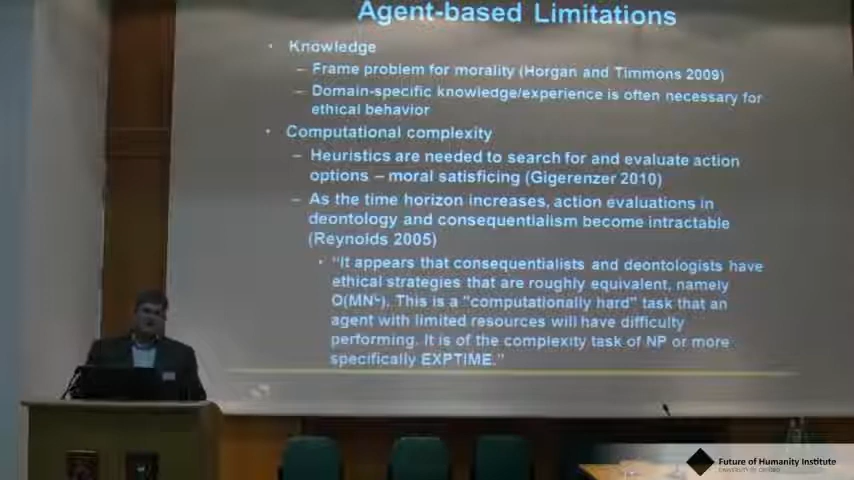 Agent-based Limitations
• Knowledge
– Frame problem for morality (Horgan and Timmons 2009)
– Domain-specific knowledge/experience is often necessary for
ethical behavior
• Computational complexity
– Heuristics are needed to search for and evaluate action
options – moral satisficing (Gigerenzer 2010)
– As the time horizon increases, action evaluations in
deontology and consequentialism become intractable
(Reynolds 2005)
• "It appears that consequentialists and deontologists have
ethical strategies that are roughly equivalent, namely
O(MNᴸ). This is a "computationally hard" task that an
agent with limited resources will have difficulty
performing. It is of the complexity task of NP or more
specifically EXPTIME."
Future of Humanity Institute
UNIVERSITY OF OXFORD